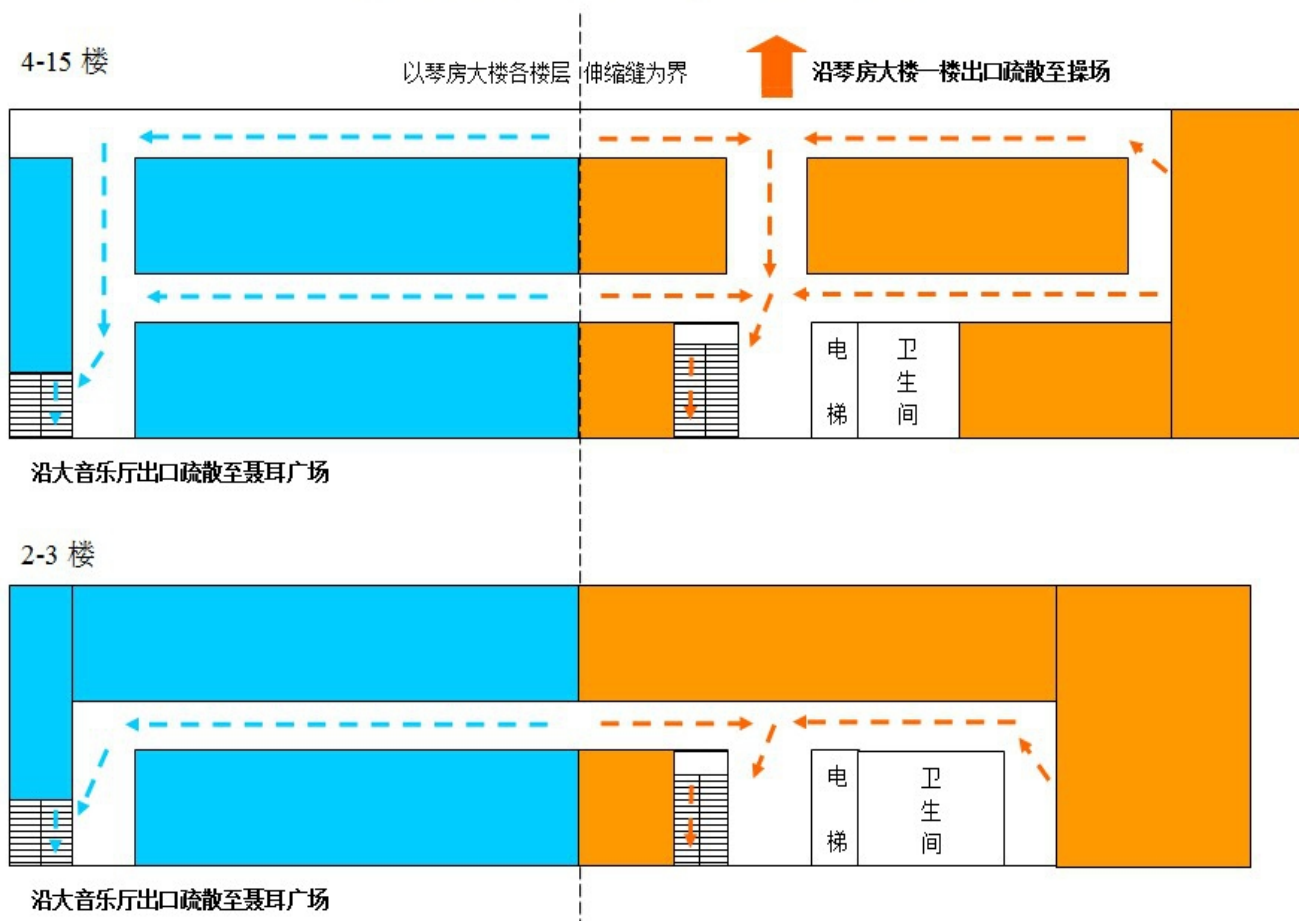 4-15 楼
以琴房大楼各楼层 伸缩缝为界
沿琴房大楼一楼出口疏散至操场
电梯
卫生间
沿大音乐厅出口疏散至聂耳广场
2-3 楼
电梯
卫生间
沿大音乐厅出口疏散至聂耳广场